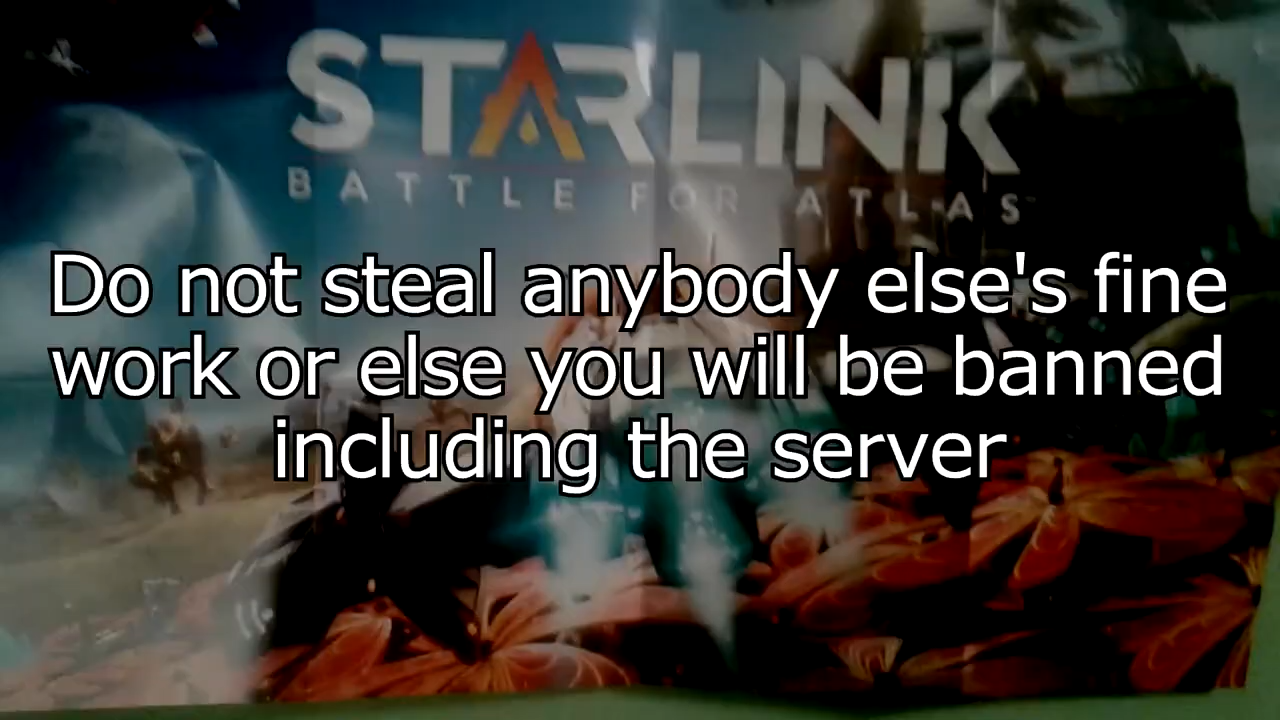 STARLINK
BATTLE FOR ATLAS
Do not steal anybody else's fine
work or else you will be banned
including the server